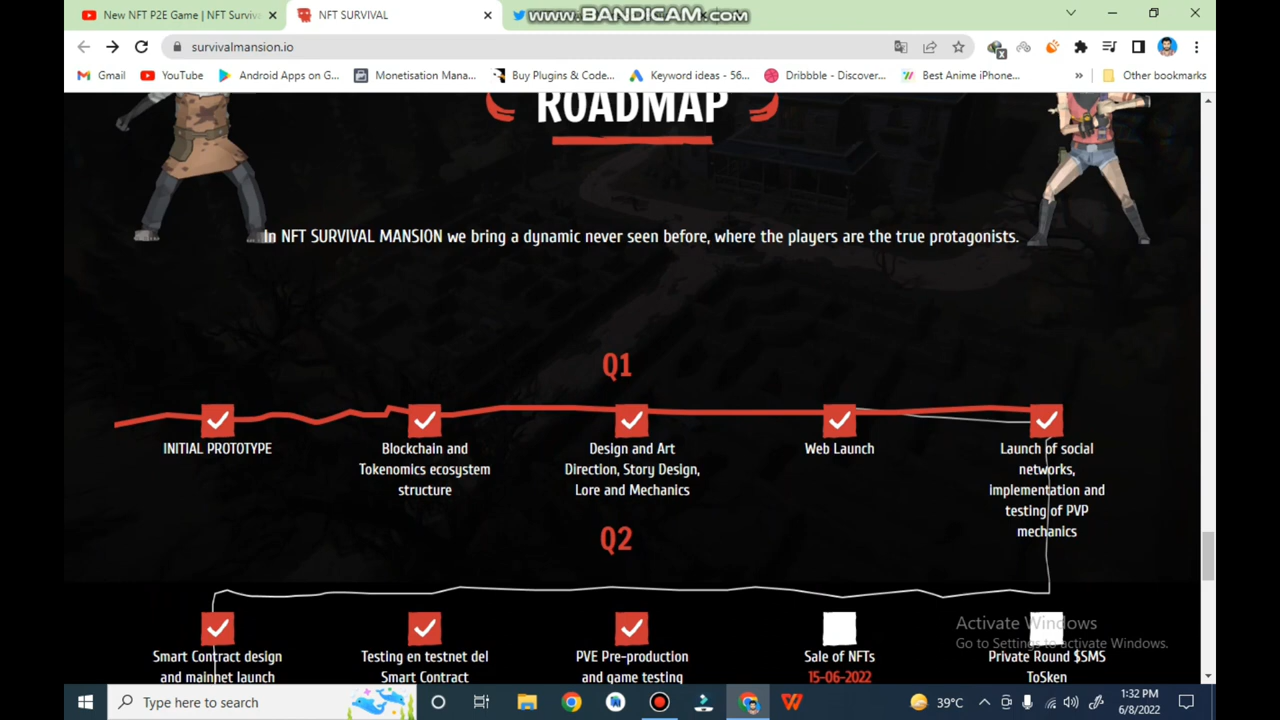 New NFT P2E Game | NFT Surviv
NFT SURVIVAL
www.BANDICAM.com
survivalmansion.io
Gmail
YouTube
Android Apps on G...
Monetisation Mana...
Buy Plugins & Code...
Keyword ideas - 56...
Dribbble - Discover...
Best Anime iPhone...
»
Other bookmarks
ROADMAP
In NFT SURVIVAL MANSION we bring a dynamic never seen before, where the players are the true protagonists.
Q1
INITIAL PROTOTYPE
Blockchain and
Tokenomics ecosystem
structure
Design and Art
Direction, Story Design,
Lore and Mechanics
Web Launch
Launch of social
networks,
implementation and
testing of PVP
mechanics
Q2
Smart Contract design
and mainnet launch
Testing en testnet del
Smart Contract
PVE Pre-production
and game testing
Sale of NFTs
15-06-2022
Private Round $SMS
ToSken
Activate Windows
Go to Settings to activate Windows.
Type here to search
39°C
1:32 PM
6/8/2022